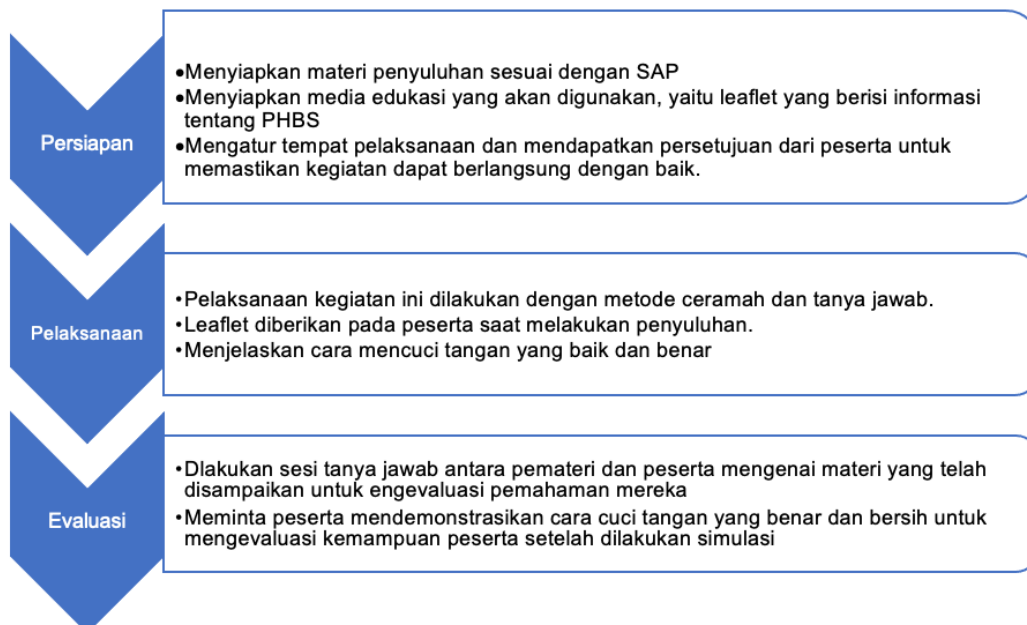 Persiapan
•Menyiapkan materi penyuluhan sesuai dengan SAP
•Menyiapkan media edukasi yang akan digunakan, yaitu leaflet yang berisi informasi
tentang PHBS
•Mengatur tempat pelaksanaan dan mendapatkan persetujuan dari peserta untuk
memastikan kegiatan dapat berlangsung dengan baik.
Pelaksanaan
•Pelaksanaan kegiatan ini dilakukan dengan metode ceramah dan tanya jawab.
•Leaflet diberikan pada peserta saat melakukan penyuluhan.
•Menjelaskan cara mencuci tangan yang baik dan benar
Evaluasi
•Dlakukan sesi tanya jawab antara pemateri dan peserta mengenai materi yang telah
disampaikan untuk engevaluasi pemahaman mereka
•Meminta peserta mendemonstrasikan cara cuci tangan yang benar dan bersih untuk
mengevaluasi kemampuan peserta setelah dilakukan simulasi